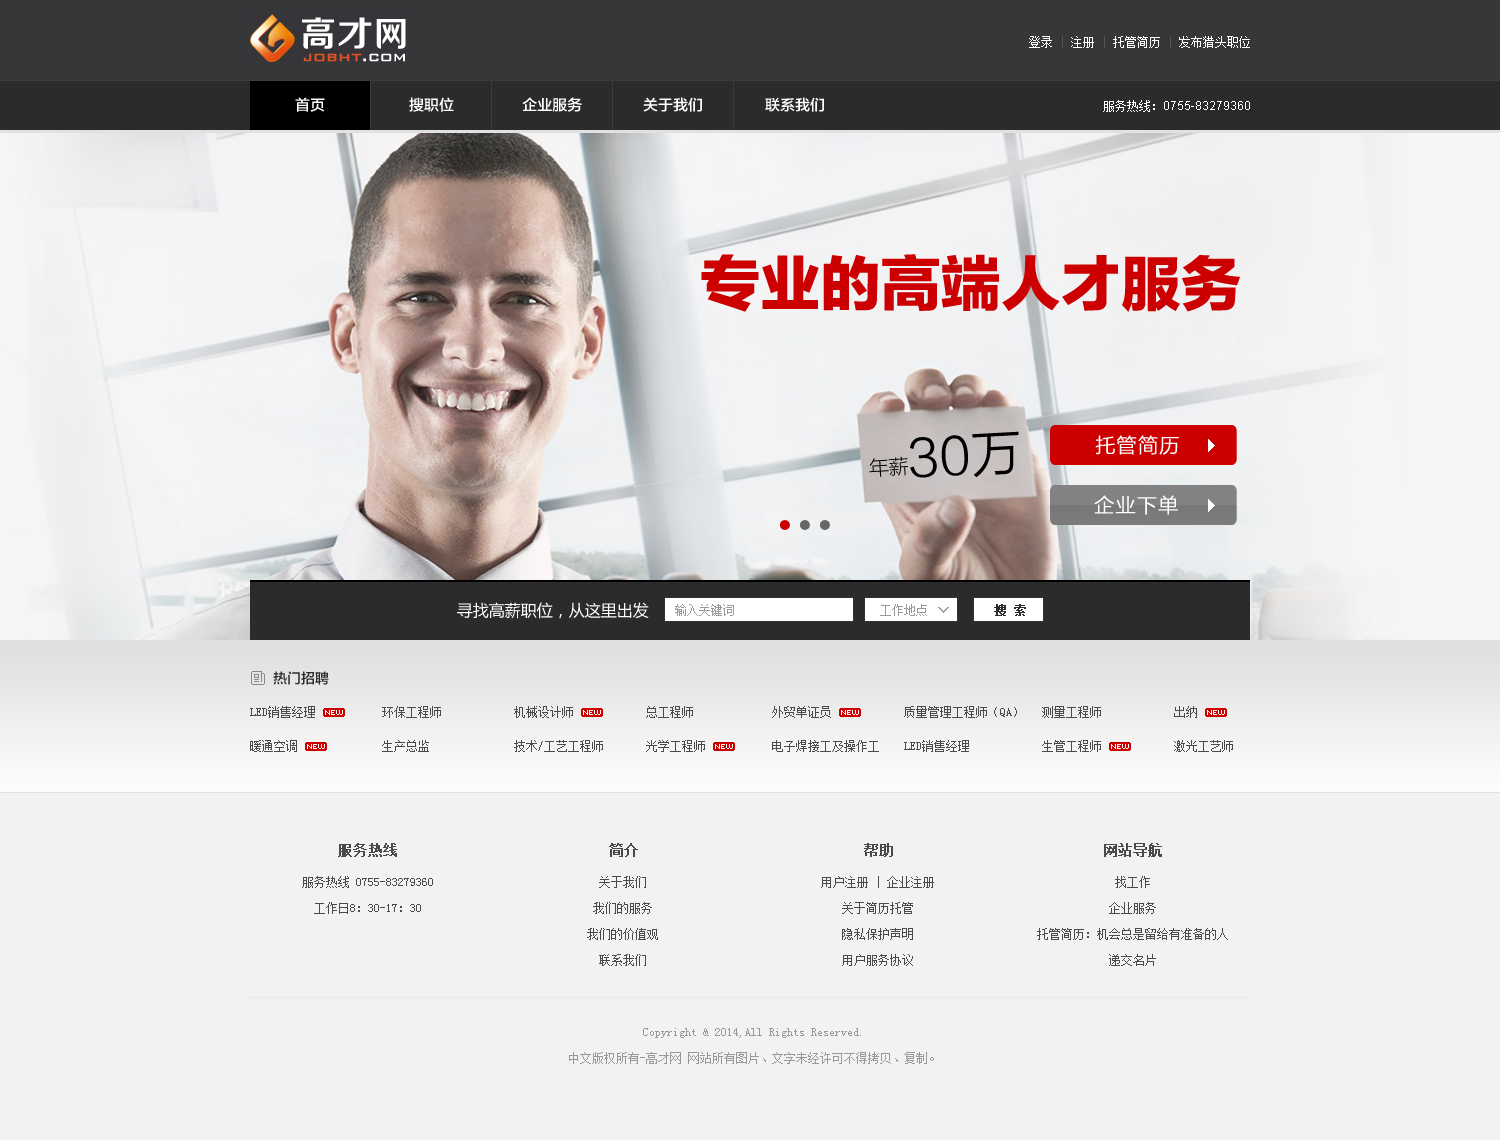 高才网
JOBHT.COM
登录 | 注册 | 托管简历 | 发布猎头职位
首页 搜职位 企业服务 关于我们 联系我们 服务热线：0755-83279360
专业的高端人才服务
年薪30万
托管简历
企业下单
寻找高薪职位，从这里出发 输入关键词 工作地点 搜 索
热门招聘
LED销售经理 NEW 环保工程师 机械设计师 NEW 总工程师 外贸单证员 NEW 质量管理工程师（QA） 测量工程师 出纳 NEW
暖通空调 NEW 生产总监 技术/工艺工程师 光学工程师 NEW 电子焊接工及操作工 LED销售经理 生管工程师 NEW 激光工艺师
服务热线 简介 帮助 网站导航
服务热线 0755-83279360 关于我们 用户注册 | 企业注册 找工作
工作日8：30-17：30 我们的服务 关于简历托管 企业服务
我们的价值观 隐私保护声明 托管简历：机会总是留给有准备的人
联系我们 用户服务协议 递交名片
Copyright & 2014,All Rights Reserved.
中文版权所有-高才网 网站所有图片、文字未经许可不得拷贝、复制。